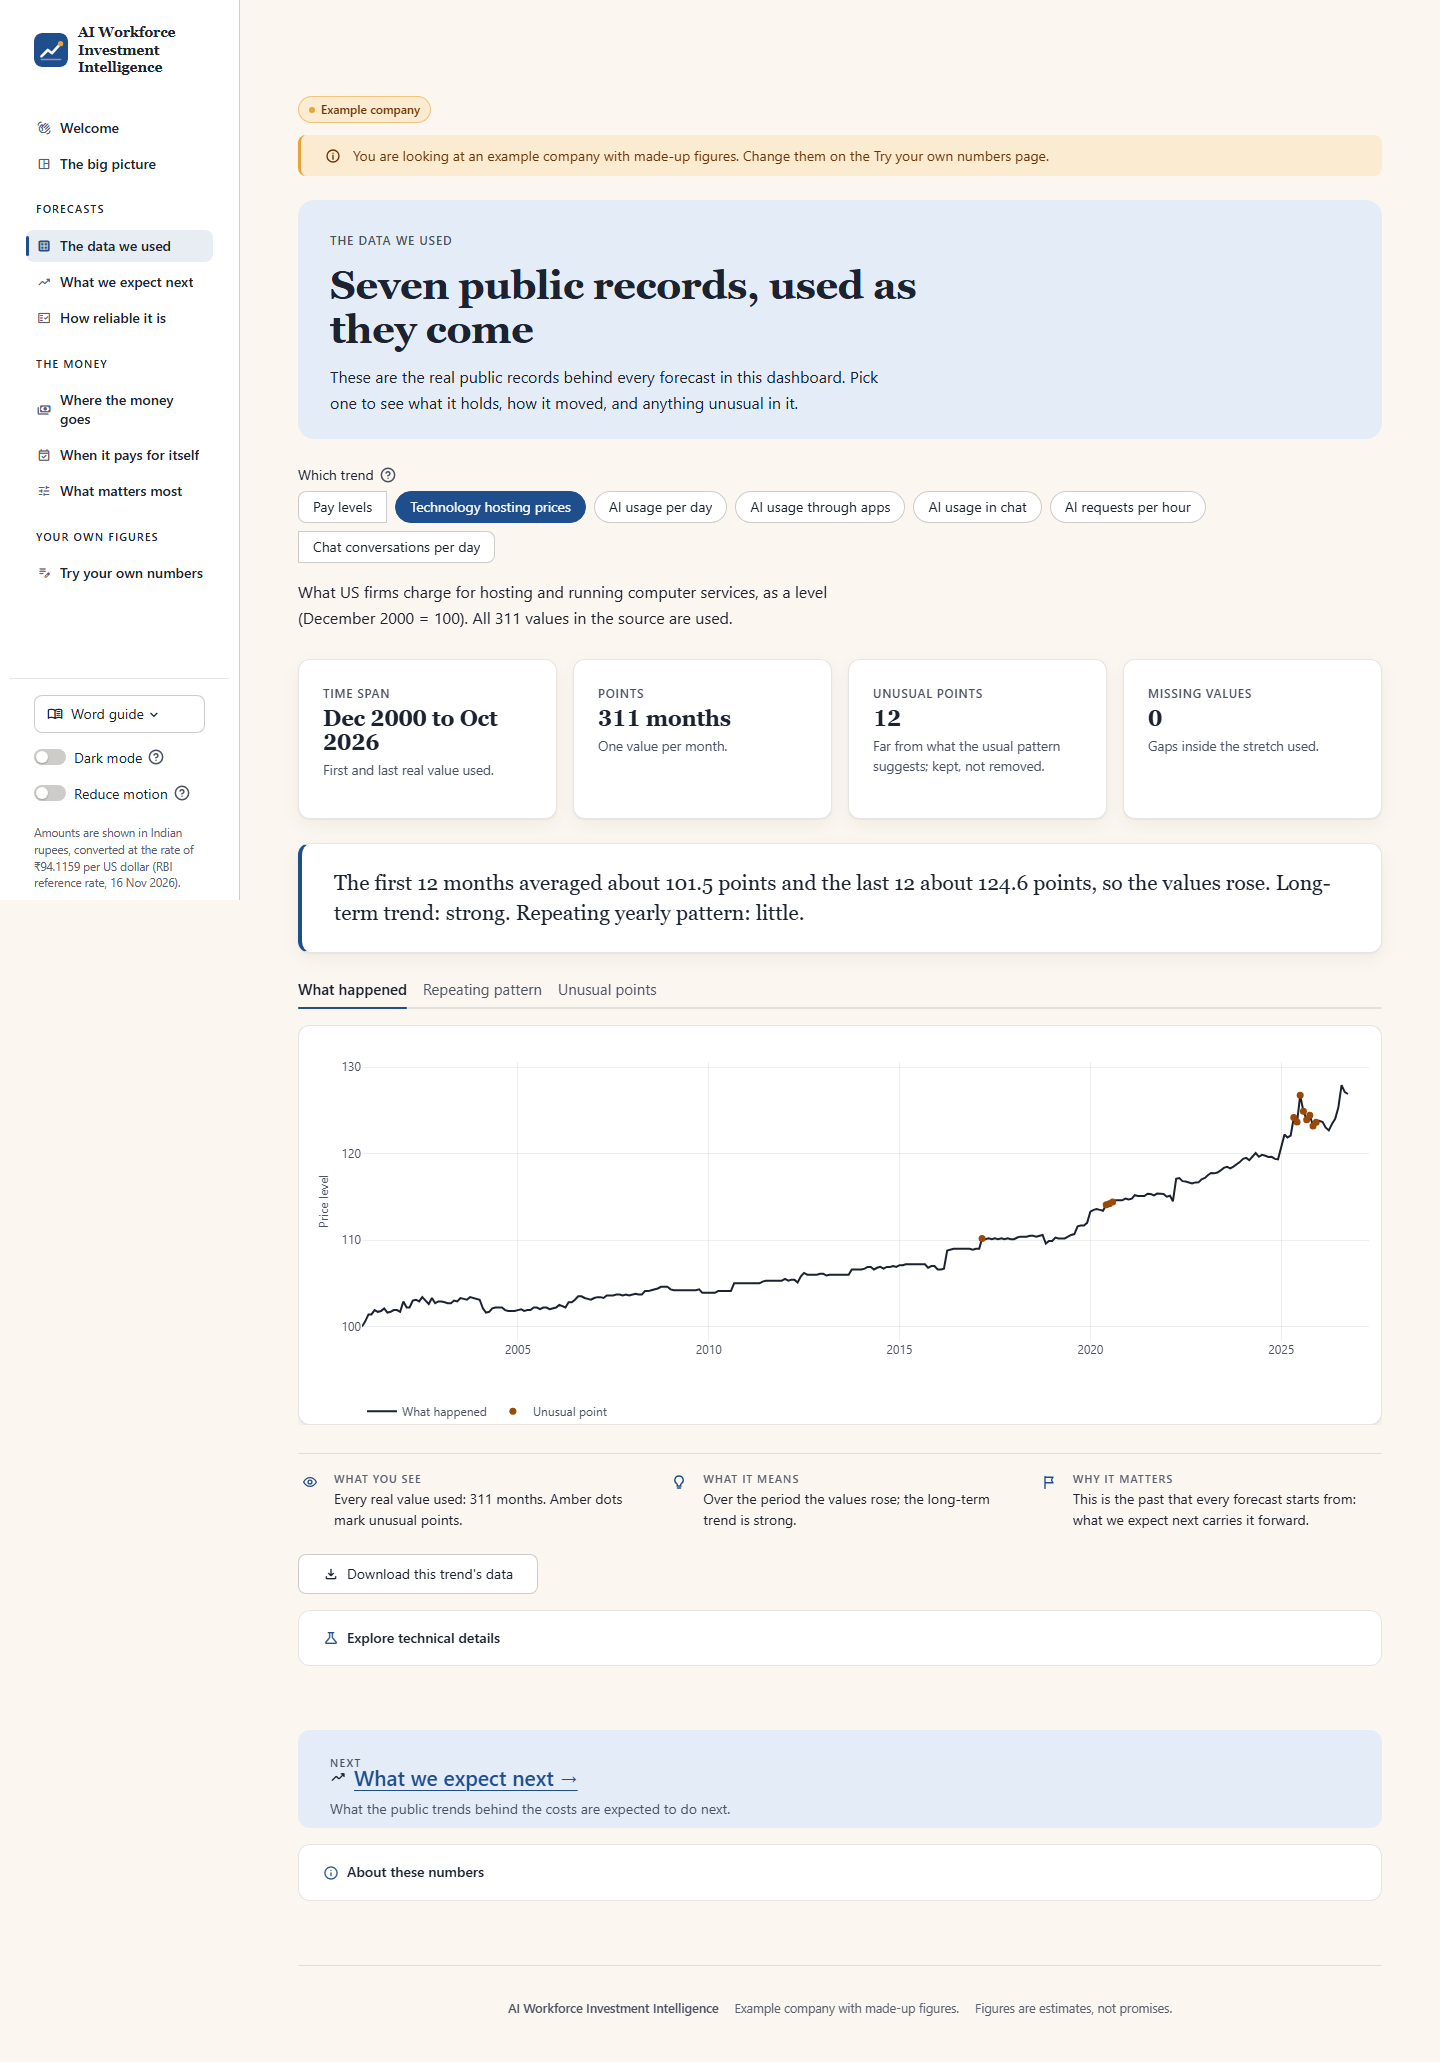 AI Workforce
Investment
Intelligence
Welcome
The big picture
FORECASTS
The data we used
What we expect next
How reliable it is
THE MONEY
Where the money
goes
When it pays for itself
What matters most
YOUR OWN FIGURES
Try your own numbers
Word guide
Dark mode
Reduce motion
Amounts are shown in Indian
rupees, converted at the rate of
₹94.1159 per US dollar (RBI
reference rate, 16 Nov 2026).
Example company
You are looking at an example company with made-up figures. Change them on the Try your own numbers page.
THE DATA WE USED
Seven public records, used as
they come
These are the real public records behind every forecast in this dashboard. Pick
one to see what it holds, how it moved, and anything unusual in it.
Which trend
Pay levels
Technology hosting prices
AI usage per day
AI usage through apps
AI usage in chat
AI requests per hour
Chat conversations per day
What US firms charge for hosting and running computer services, as a level
(December 2000 = 100). All 311 values in the source are used.
TIME SPAN
Dec 2000 to Oct
2026
First and last real value used.
POINTS
311 months
One value per month.
UNUSUAL POINTS
12
Far from what the usual pattern
suggests; kept, not removed.
MISSING VALUES
0
Gaps inside the stretch used.
The first 12 months averaged about 101.5 points and the last 12 about 124.6 points, so the values rose. Long-
term trend: strong. Repeating yearly pattern: little.
What happened
Repeating pattern
Unusual points
130
120
110
100
Price level
2005
2010
2015
2020
2025
What happened
Unusual point
WHAT YOU SEE
Every real value used: 311 months. Amber dots
mark unusual points.
WHAT IT MEANS
Over the period the values rose; the long-term
trend is strong.
WHY IT MATTERS
This is the past that every forecast starts from:
what we expect next carries it forward.
Download this trend's data
Explore technical details
NEXT
What we expect next →
What the public trends behind the costs are expected to do next.
About these numbers
AI Workforce Investment Intelligence Example company with made-up figures. Figures are estimates, not promises.